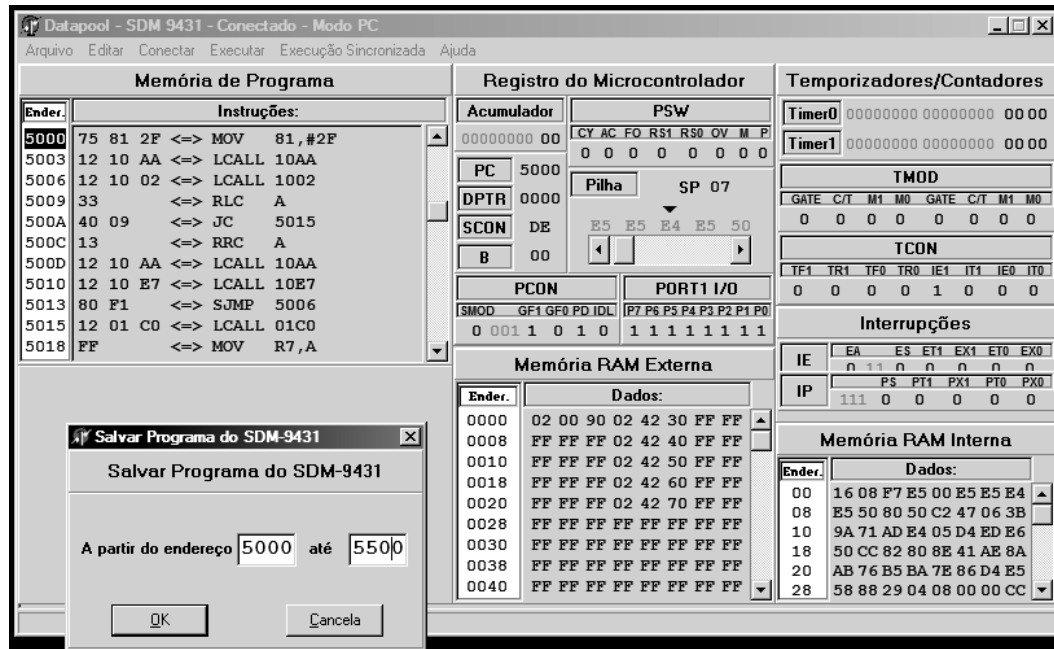 Datapool - SDM 9431 - Conectado - Modo PC
Arquivo Editar Conectar Executar Execução Sincronizada Ajuda
Memória de Programa
Ender. Instruções:
5000 75 81 2F <=> MOV 81,#2F
5003 12 10 AA <=> LCALL 10AA
5006 12 10 02 <=> LCALL 1002
5009 33 <=> RLC A
500A 40 09 <=> JC 5015
500C 13 <=> RRC A
500D 12 10 AA <=> LCALL 10AA
5010 12 10 E7 <=> LCALL 10E7
5013 80 F1 <=> SJMP 5006
5015 12 01 C0 <=> LCALL 01C0
5018 FF <=> MOV R7,A
Salvar Programa do SDM-9431
Salvar Programa do SDM-9431
A partir do endereço 5000 até 5500
OK Cancela
Registro do Microcontrolador
Acumulador
00000000 00
PC 5000
DPTR 0000
SCON DE
B 00
PSW
CY AC FO RS1 RS0 OV M P
0 0 0 0 0 0 0 0
Pilha SP 07
E5 E5 E4 E5 50
PCON
SMOD GF1 GF0 PD IDL
0 001 1 0 1 0
PORT1 I/O
P7 P6 P5 P4 P3 P2 P1 P0
1 1 1 1 1 1 1 1
Memória RAM Externa
Ender. Dados:
0000 02 00 90 02 42 30 FF FF
0008 FF FF FF 02 42 40 FF FF
0010 FF FF FF 02 42 50 FF FF
0018 FF FF FF 02 42 60 FF FF
0020 FF FF FF 02 42 70 FF FF
0028 FF FF FF FF FF FF FF FF
0030 FF FF FF FF FF FF FF FF
0038 FF FF FF FF FF FF FF FF
0040 FF FF FF FF FF FF FF FF
Temporizadores/Contadores
Timer0 00000000 00000000 00 00
Timer1 00000000 00000000 00 00
TMOD
GATE C/T M1 M0 GATE C/T M1 M0
0 0 0 0 0 0 0 0
TCON
TF1 TR1 TF0 TR0 IE1 IT1 IE0 IT0
0 0 0 0 1 0 0 0
Interrupções
IE EA ES ET1 EX1 ET0 EX0
0 11 0 0 0 0 0
IP PS PT1 PX1 PT0 PX0
111 0 0 0 0 0
Memória RAM Interna
Ender. Dados:
00 16 08 F7 E5 00 E5 E5 E4
08 E5 50 80 50 C2 47 06 3B
10 9A 71 AD E4 05 D4 ED E6
18 50 CC 82 80 8E 41 AE 8A
20 AB 76 B5 BA 7E 86 D4 E5
28 58 88 29 04 08 00 00 CC